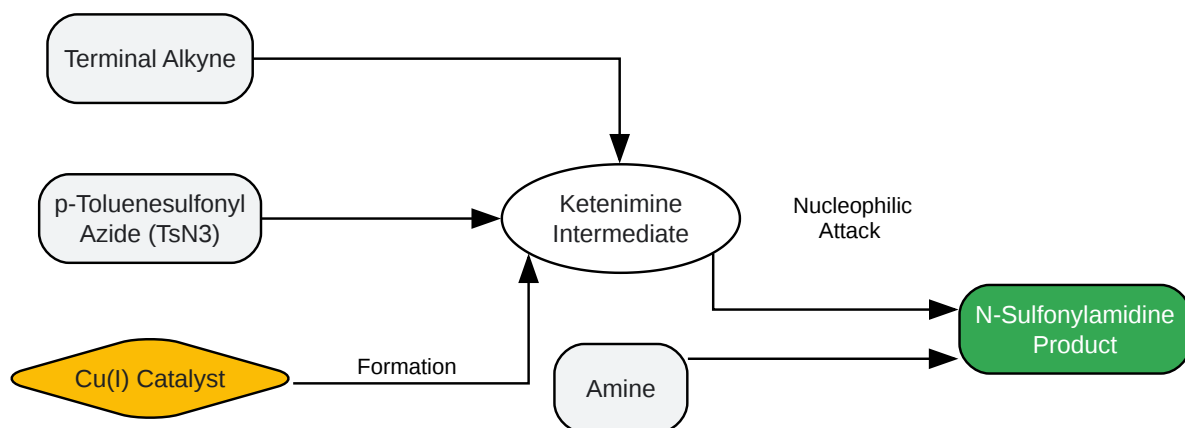 Terminal Alkyne
p-Toluenesulfonyl
Azide (TsN3)
Ketenimine
Intermediate
Nucleophilic
Attack
N-Sulfonylamidine
Product
Cu(I) Catalyst
Formation
Amine